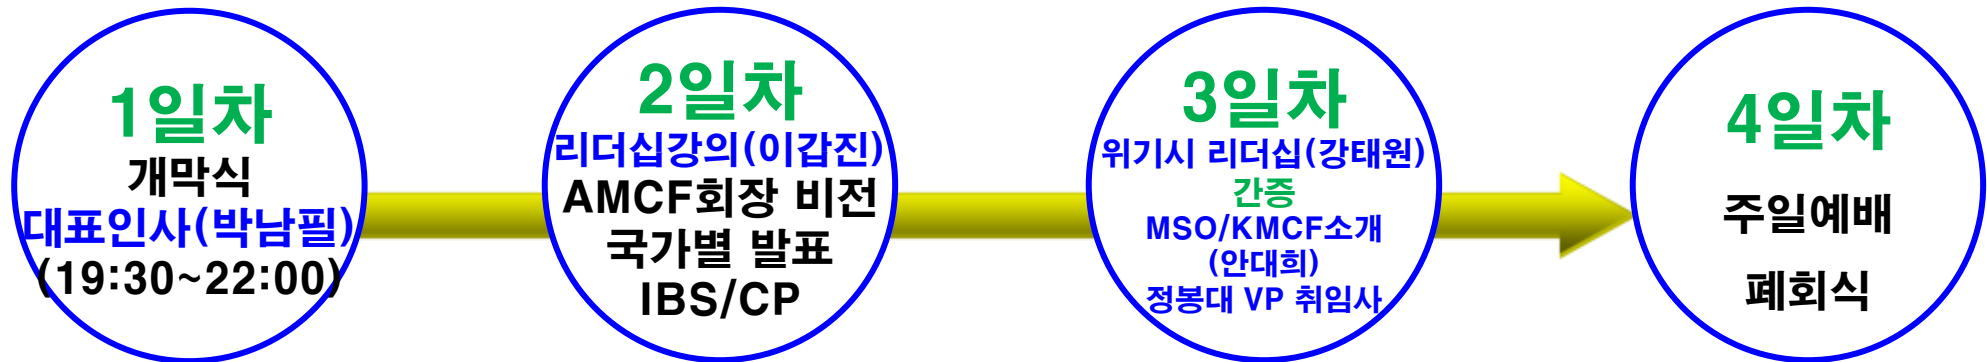 1일차
개막식
대표인사(박남필)
(19:30~22:00)
2일차
리더십강의(이갑진)
AMCF회장 비전
국가별 발표
IBS/CP
3일차
위기시 리더십(강태원)
간증
MSO/KMCF소개
(안대희)
정봉대 VP 취임사
4일차
주일예배
폐회식